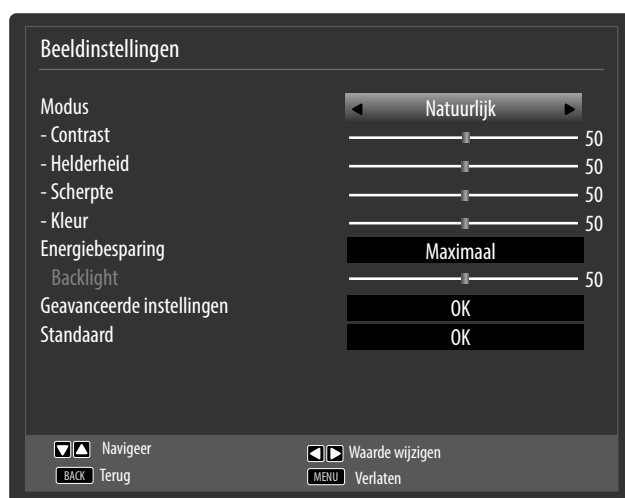 Beeldinstellingen
Modus Natuurlijk
- Contrast 50
- Helderheid 50
- Scherpte 50
- Kleur 50
Energiebesparing Maximaal
Backlight 50
Geavanceerde instellingen OK
Standaard OK
Navigeer Waarde wijzigen
BACK Terug MENU Verlaten